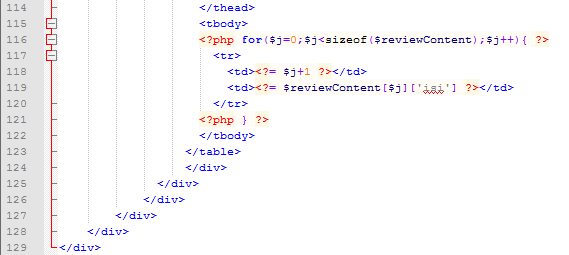 114 </thead>
115 <tbody>
116 <?php for($j=0;$j<sizeof($reviewContent);$j++){ ?>
117 <tr>
118 <td><?= $j+1 ?></td>
119 <td><?= $reviewContent[$j]['isi'] ?></td>
120 </tr>
121 <?php } ?>
122 </tbody>
123 </table>
124 </div>
125 </div>
126 </div>
127 </div>
128 </div>
129 </div>